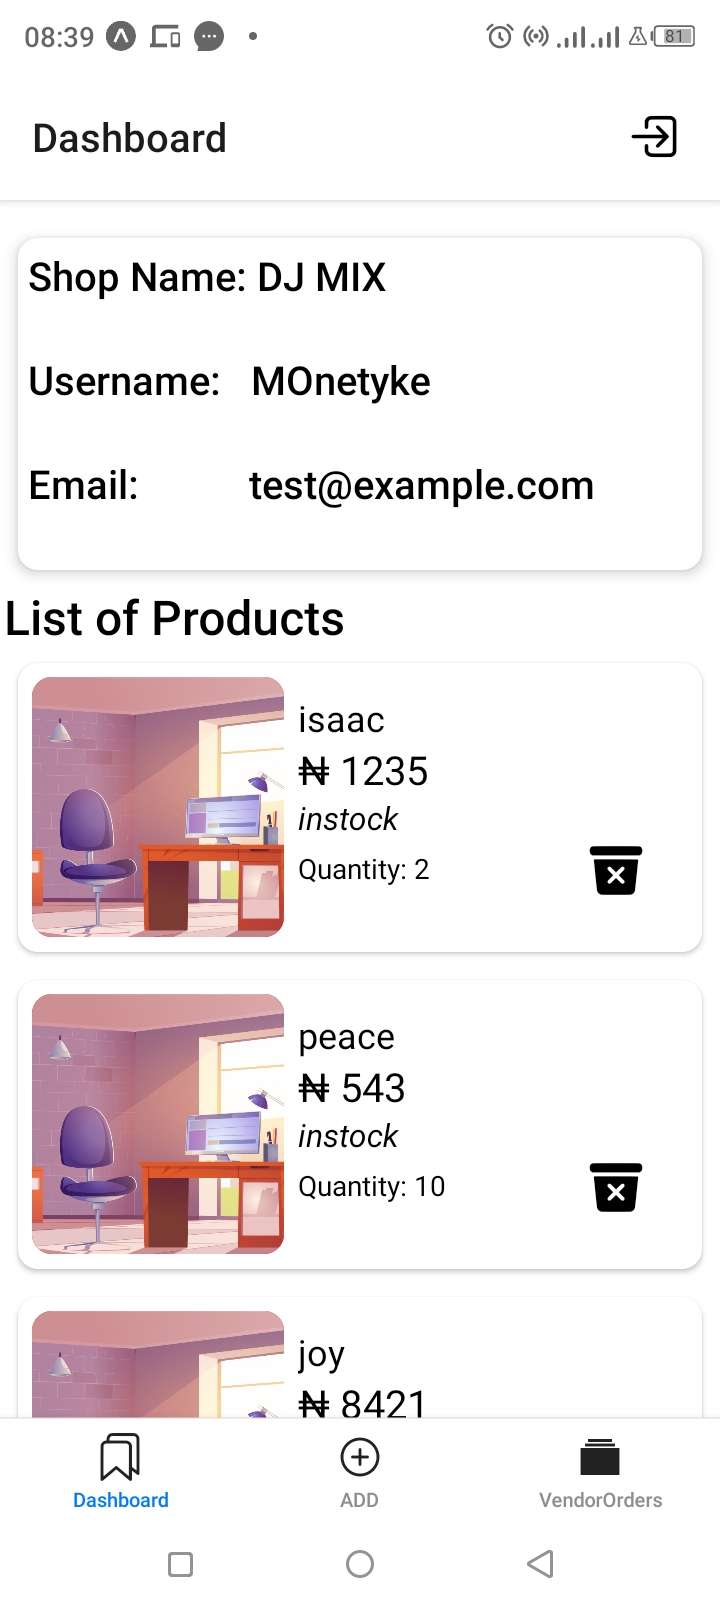 08:39
81
Dashboard
Shop Name: DJ MIX
Username: MOnetyke
Email: test@example.com
List of Products
isaac
₦ 1235
instock
Quantity: 2
peace
₦ 543
instock
Quantity: 10
joy
₦ 8421
Dashboard ADD VendorOrders